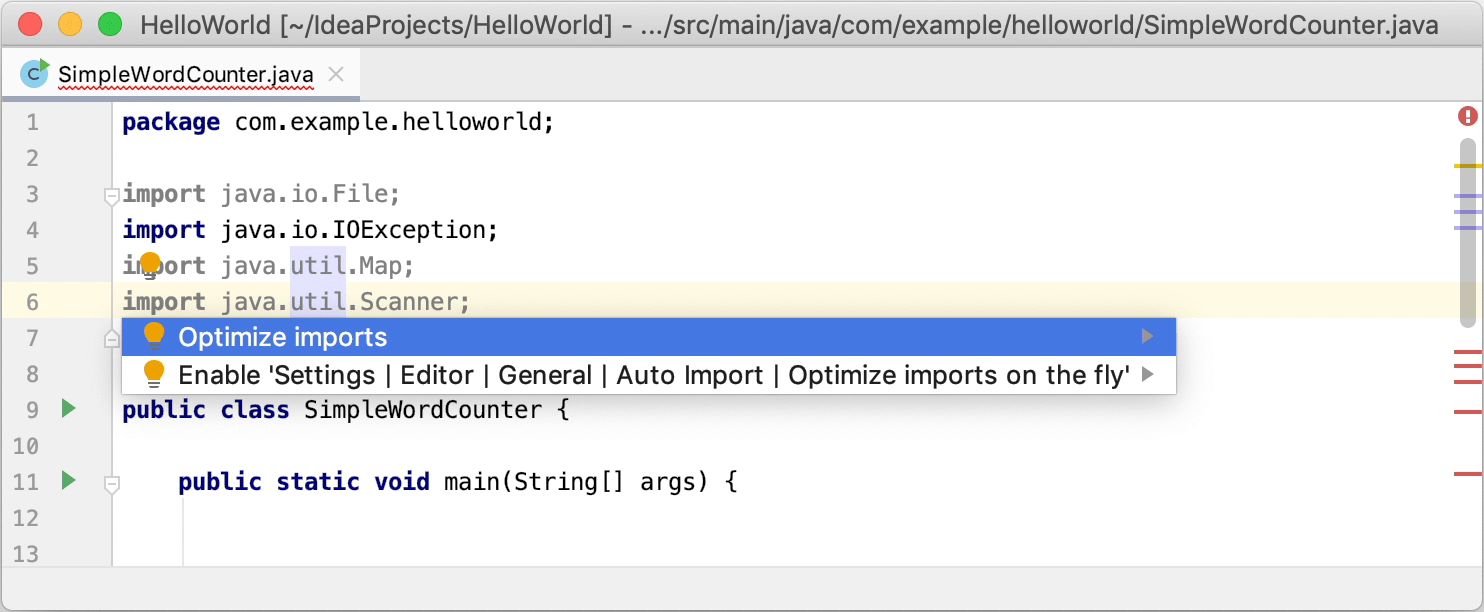 HelloWorld [~/IdeaProjects/HelloWorld] - .../src/main/java/com/example/helloworld/SimpleWordCounter.java
C SimpleWordCounter.java
1 package com.example.helloworld;
2
3 import java.io.File;
4 import java.io.IOException;
5 import java.util.Map;
6 import java.util.Scanner;
7 Optimize imports
8 Enable 'Settings | Editor | General | Auto Import | Optimize imports on the fly'
9 public class SimpleWordCounter {
10
11 public static void main(String[] args) {
12
13